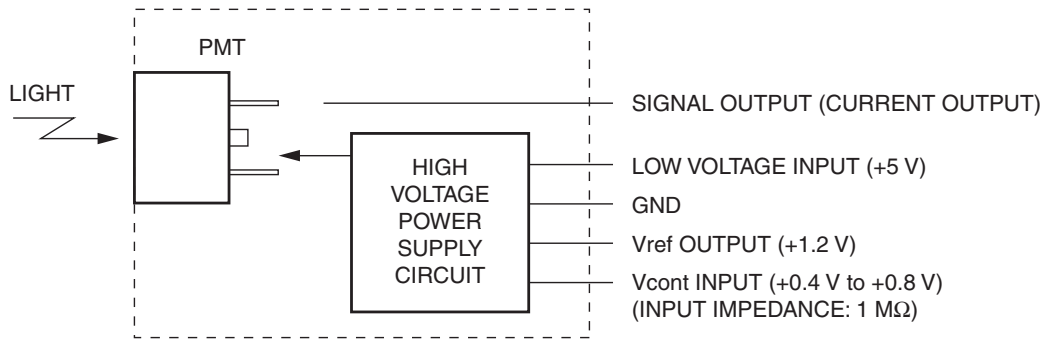 PMT
LIGHT
SIGNAL OUTPUT (CURRENT OUTPUT)
HIGH
VOLTAGE
POWER
SUPPLY
CIRCUIT
LOW VOLTAGE INPUT (+5 V)
GND
Vref OUTPUT (+1.2 V)
Vcont INPUT (+0.4 V to +0.8 V)
(INPUT IMPEDANCE: 1 MΩ)